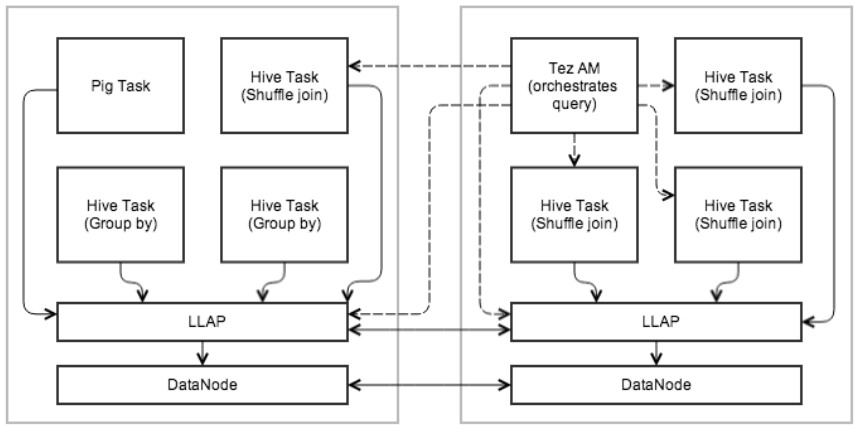 Pig Task
Hive Task
(Shuffle join)
Hive Task
(Group by)
Hive Task
(Group by)
LLAP
DataNode
Tez AM
(orchestrates
query)
Hive Task
(Shuffle join)
Hive Task
(Shuffle join)
Hive Task
(Shuffle join)
LLAP
DataNode